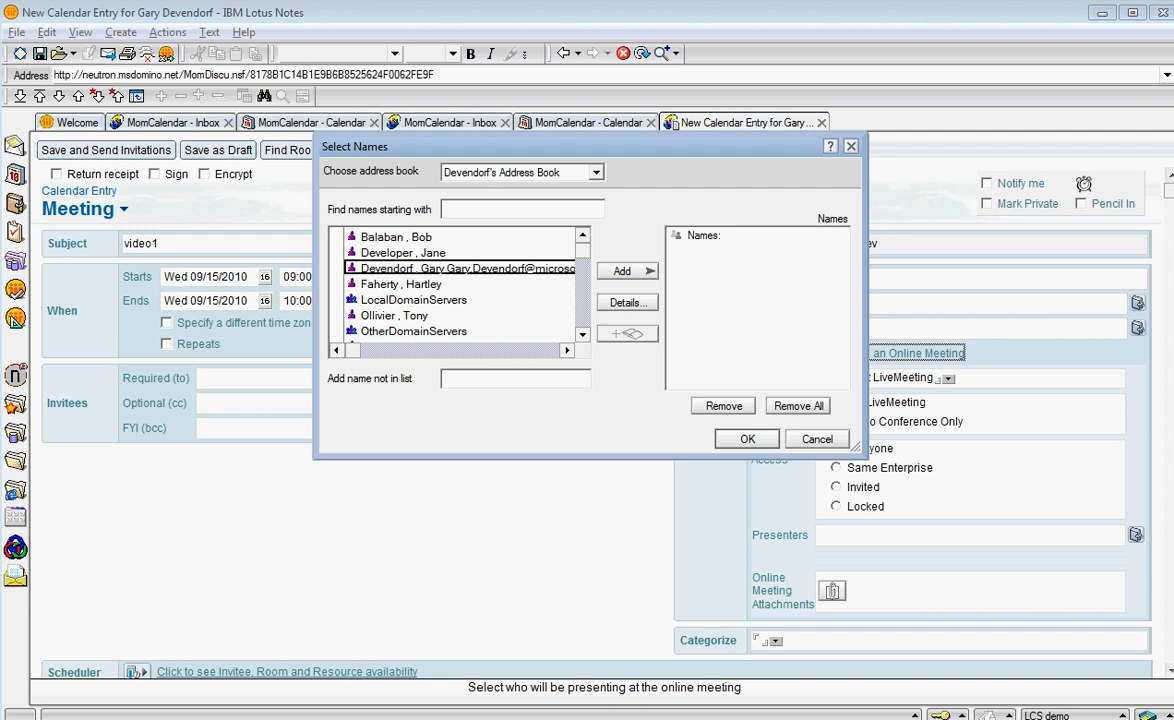 New Calendar Entry for Gary Devendorf - IBM Lotus Notes
File Edit View Create Actions Text Help
Address http://neutron.msdomino.net/MomDiscu.nsf/8178B1C14B1E9B6B8525624F0062FE9F
Welcome MomCalendar - Inbox MomCalendar - Calendar MomCalendar - Inbox MomCalendar - Calendar New Calendar Entry for Gary...
Save and Send Invitations Save as Draft Find Roo
Return receipt Sign Encrypt
Calendar Entry
Meeting
Notify me
Mark Private Pencil In
Subject video1
When
Starts Wed 09/15/2010 16 09:00
Ends Wed 09/15/2010 16 10:00
Specify a different time zon
Repeats
Invitees
Required (to)
Optional (cc)
FYI (bcc)
Select Names
Choose address book Devendorf's Address Book
Find names starting with
Names
Balaban , Bob
Developer , Jane
Devendorf , Gary Gary.Devendorf@microso
Faherty , Hartley
LocalDomainServers
Ollivier , Tony
OtherDomainServers
Add
Details...
Names:
Add name not in list
Remove Remove All
OK Cancel
ev
an Online Meeting
LiveMeeting
LiveMeeting
o Conference Only
yone
Same Enterprise
Invited
Locked
Presenters
Online
Meeting
Attachments
Categorize
Scheduler Click to see Invitee, Room and Resource availability
Select who will be presenting at the online meeting
LCS demo